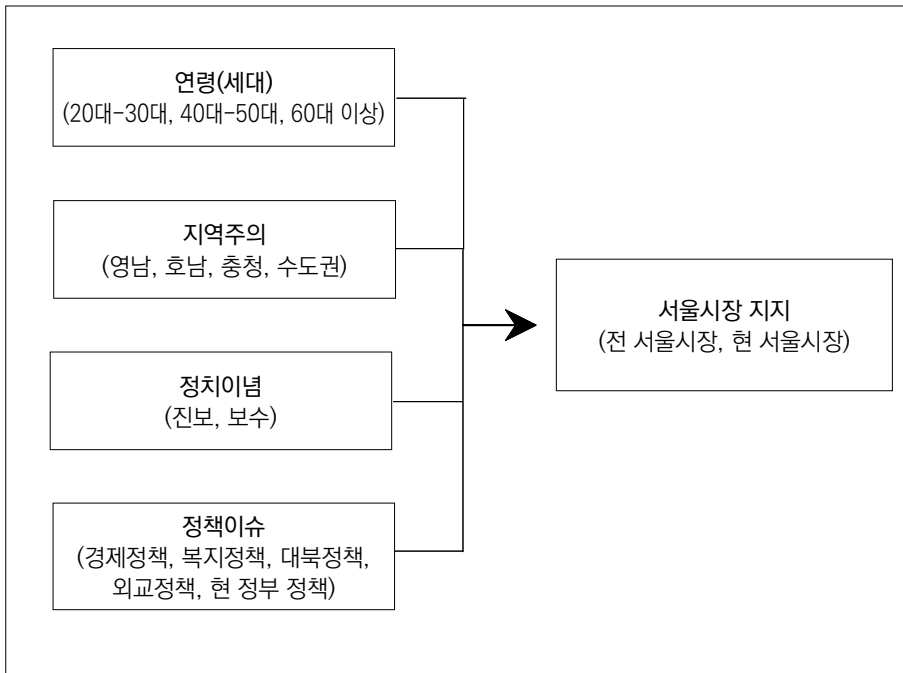 연령(세대)
(20대-30대, 40대-50대, 60대 이상)
지역주의
(영남, 호남, 충청, 수도권)
정치이념
(진보, 보수)
정책이슈
(경제정책, 복지정책, 대북정책,
외교정책, 현 정부 정책)
서울시장 지지
(전 서울시장, 현 서울시장)